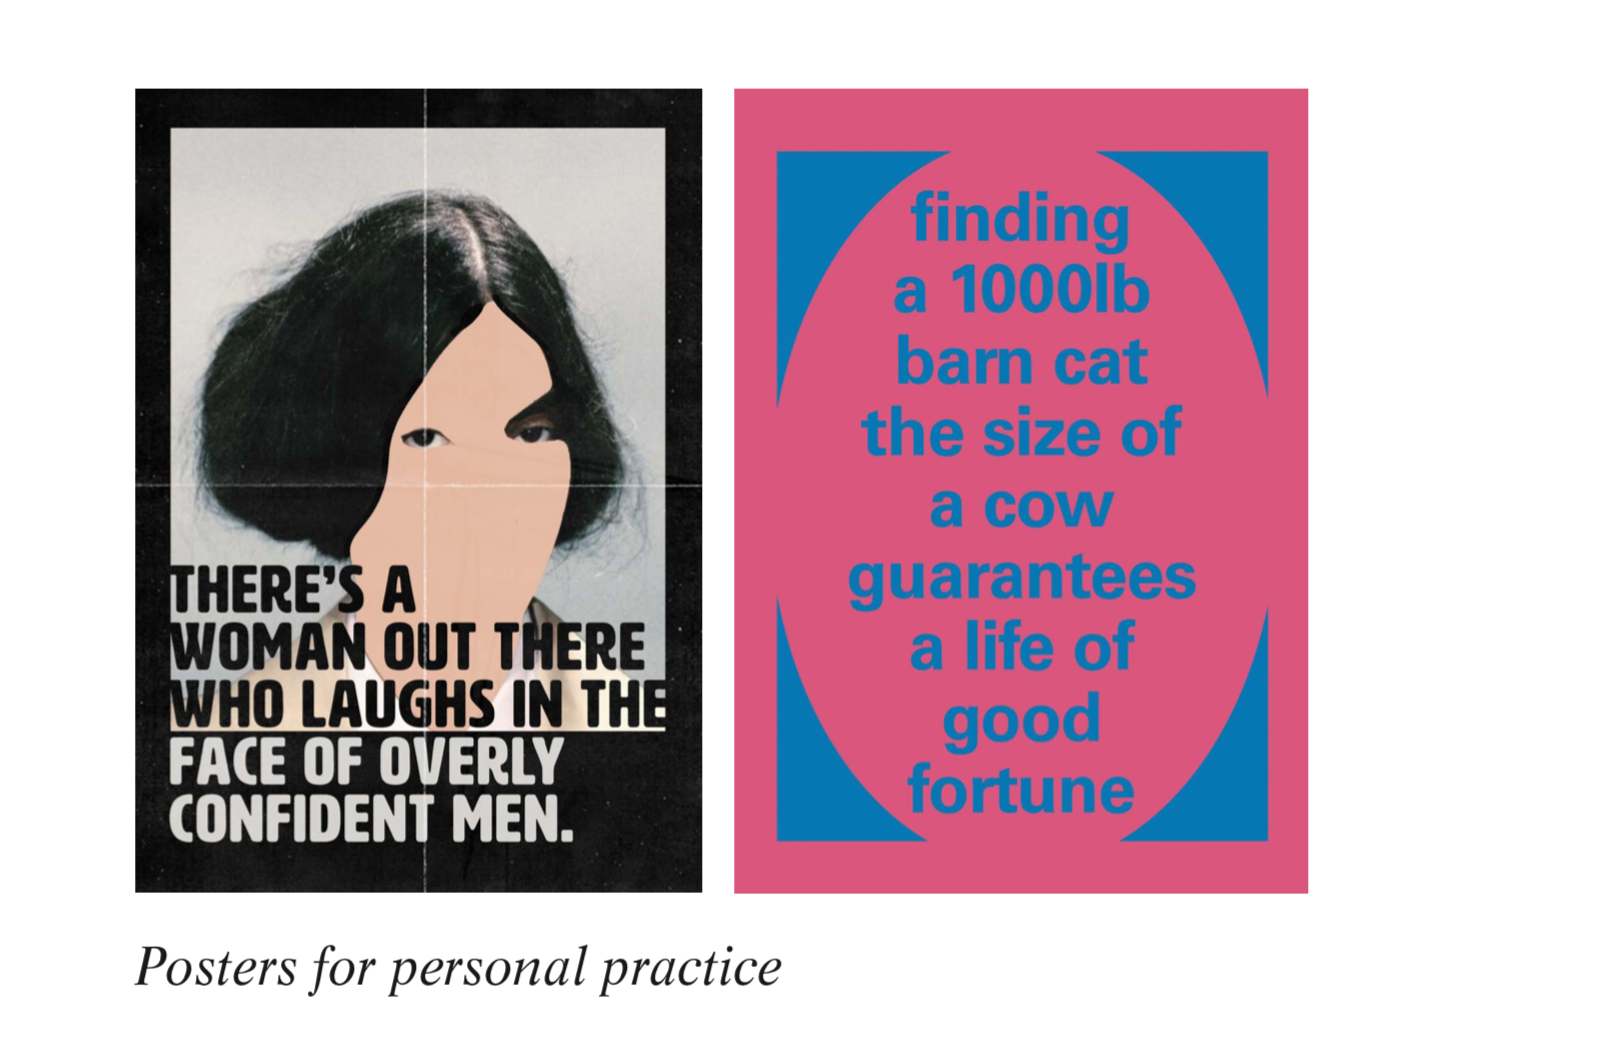 THERE'S A
WOMAN OUT THERE
WHO LAUGHS IN THE
FACE OF OVERLY
CONFIDENT MEN.
finding
a 1000lb
barn cat
the size of
a cow
guarantees
a life of
good
fortune
Posters for personal practice